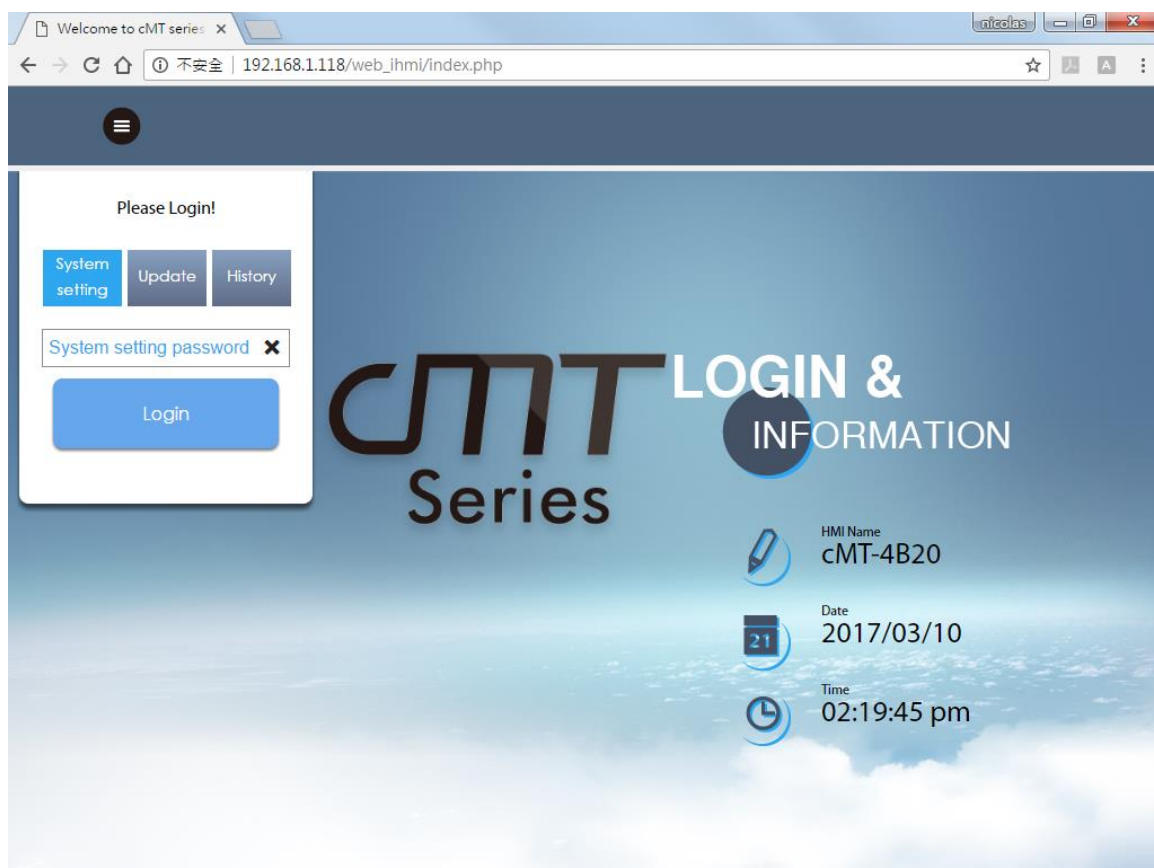 Welcome to cMT series
nicolas
不安全 | 192.168.1.118/web_ihmi/index.php
Please Login!
System setting
Update
History
System setting password
Login
cMT
Series
LOGIN &
INFORMATION
HMI Name
cMT-4B20
21
Date
2017/03/10
Time
02:19:45 pm